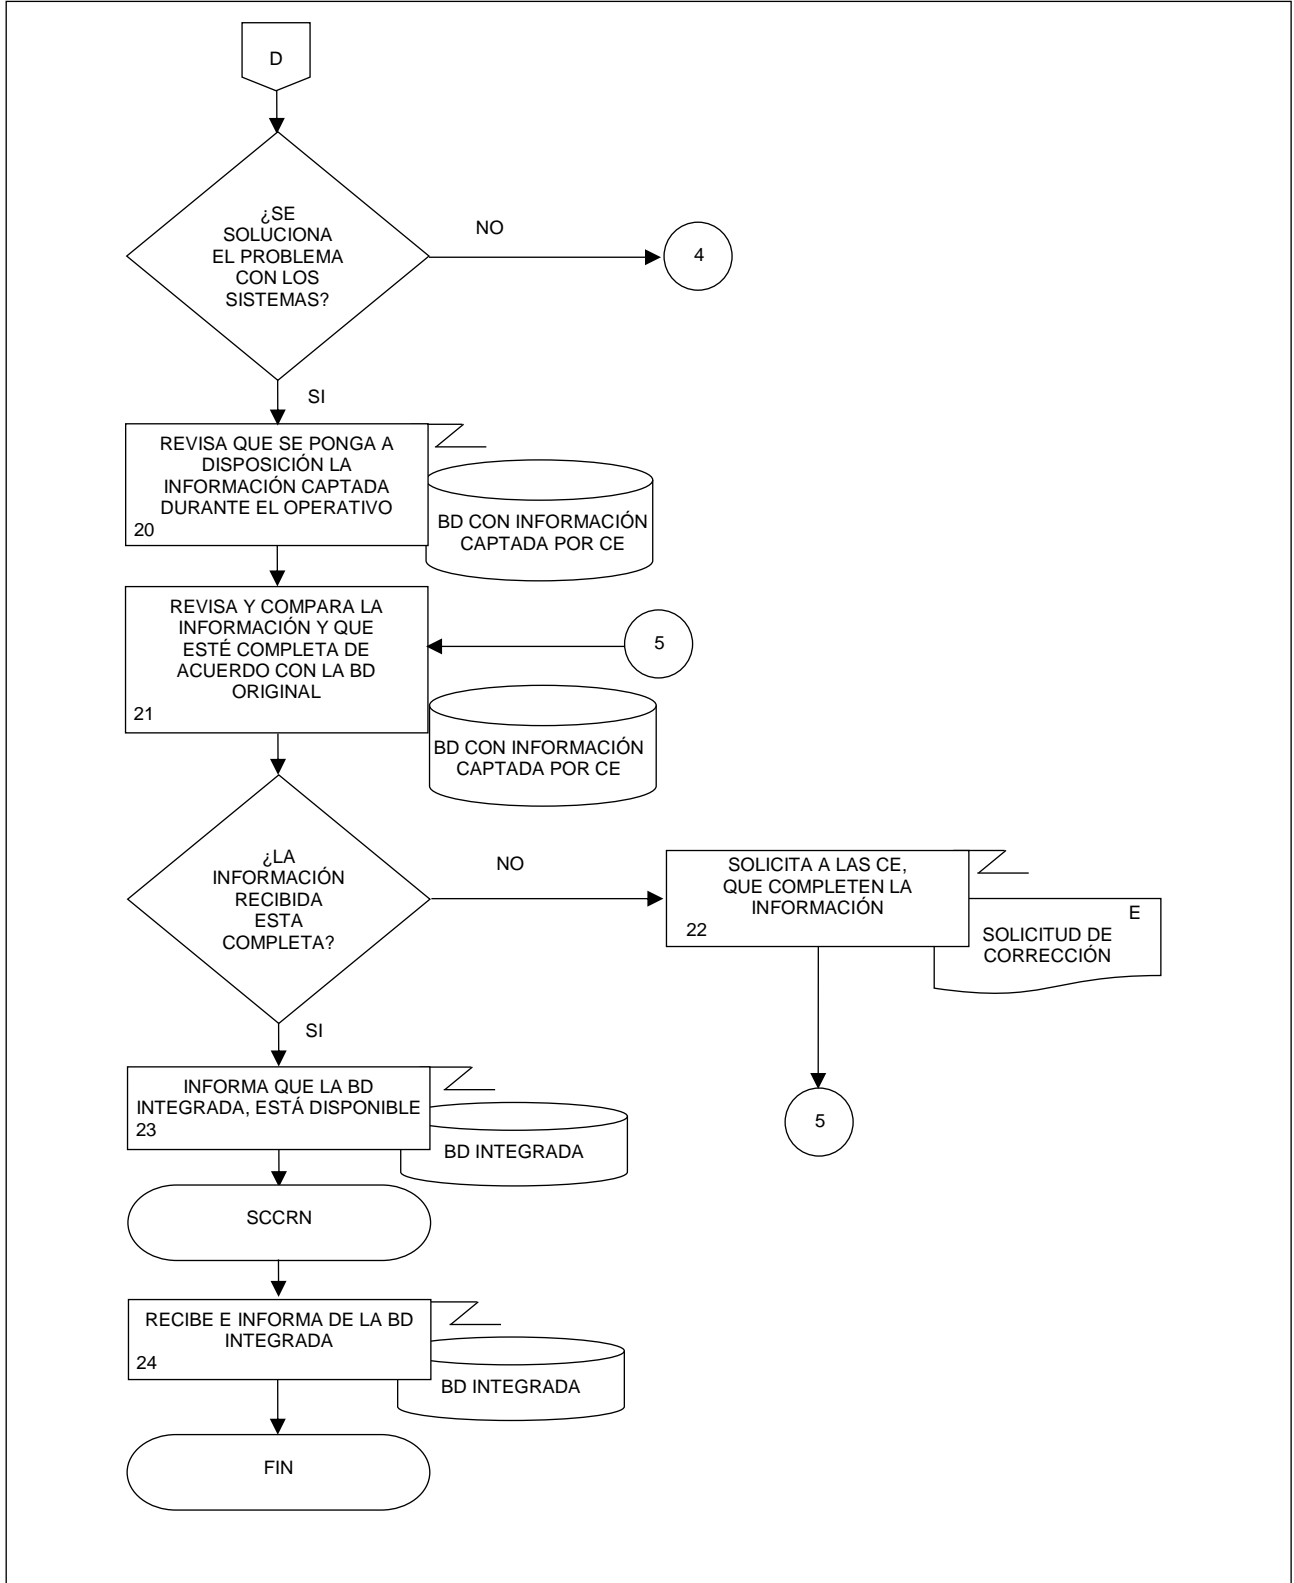 D
¿SE
SOLUCIONA
EL PROBLEMA
CON LOS
SISTEMAS?
NO
4
SI
REVISA QUE SE PONGA A
DISPOSICIÓN LA
INFORMACIÓN CAPTADA
DURANTE EL OPERATIVO
20
BD CON INFORMACIÓN
CAPTADA POR CE
REVISA Y COMPARA LA
INFORMACIÓN Y QUE
ESTÉ COMPLETA DE
ACUERDO CON LA BD
ORIGINAL
21
5
BD CON INFORMACIÓN
CAPTADA POR CE
¿LA
INFORMACIÓN
RECIBIDA
ESTA
COMPLETA?
NO
SOLICITA A LAS CE,
QUE COMPLETEN LA
INFORMACIÓN
22
E
SOLICITUD DE
CORRECCIÓN
5
SI
INFORMA QUE LA BD
INTEGRADA, ESTÁ DISPONIBLE
23
BD INTEGRADA
SCCRN
RECIBE E INFORMA DE LA BD
INTEGRADA
24
BD INTEGRADA
FIN